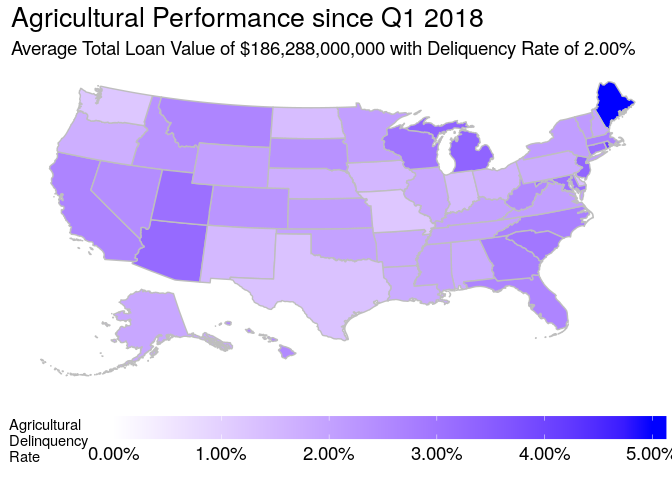 Agricultural Performance since Q1 2018
Average Total Loan Value of $186,288,000,000 with Deliquency Rate of 2.00%
Agricultural
Delinquency
Rate
0.00% 1.00% 2.00% 3.00% 4.00% 5.00%